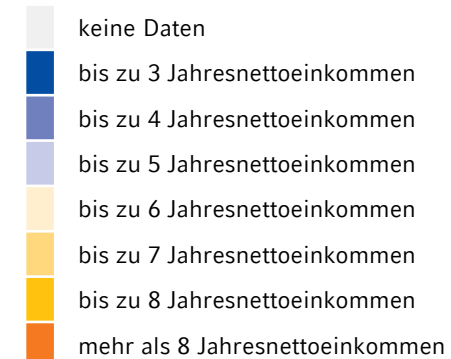 keine Daten
bis zu 3 Jahresnettoeinkommen
bis zu 4 Jahresnettoeinkommen
bis zu 5 Jahresnettoeinkommen
bis zu 6 Jahresnettoeinkommen
bis zu 7 Jahresnettoeinkommen
bis zu 8 Jahresnettoeinkommen
mehr als 8 Jahresnettoeinkommen